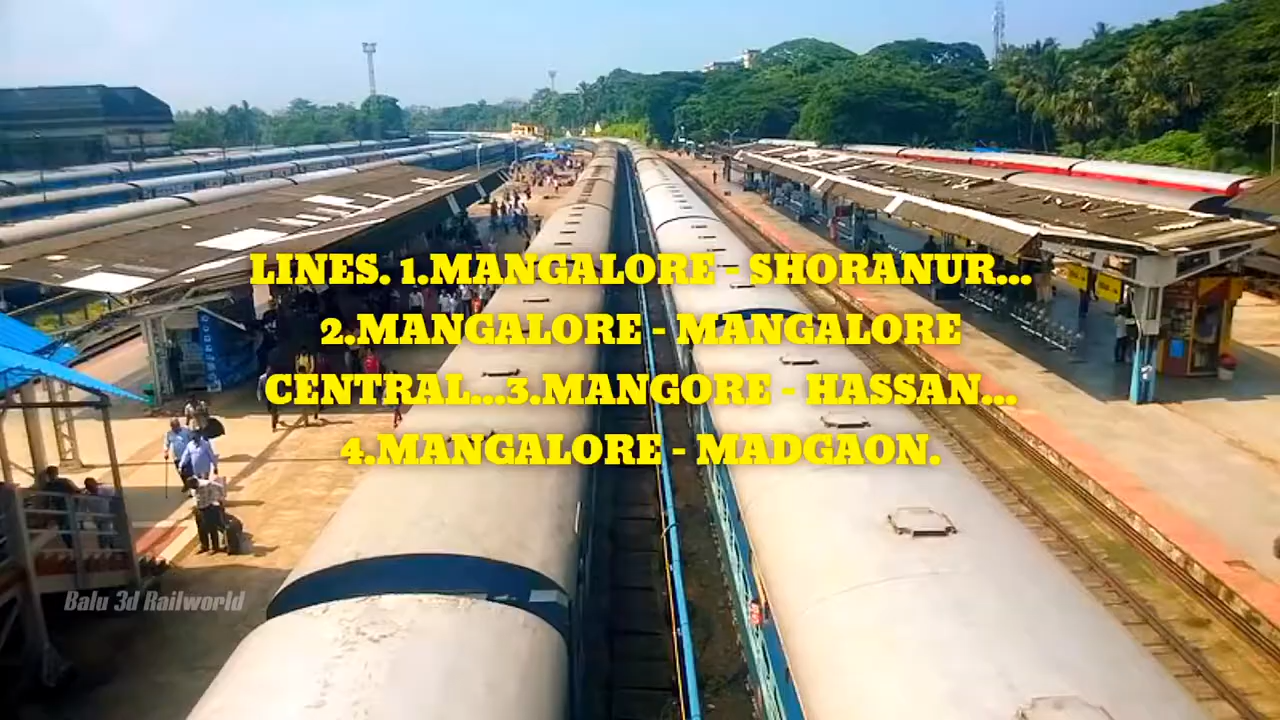 LINES. 1.MANGALORE - SHORANUR...
2.MANGALORE - MANGALORE
CENTRAL...3.MANGORE - HASSAN...
4.MANGALORE - MADGAON.
Balu 3d Railworld